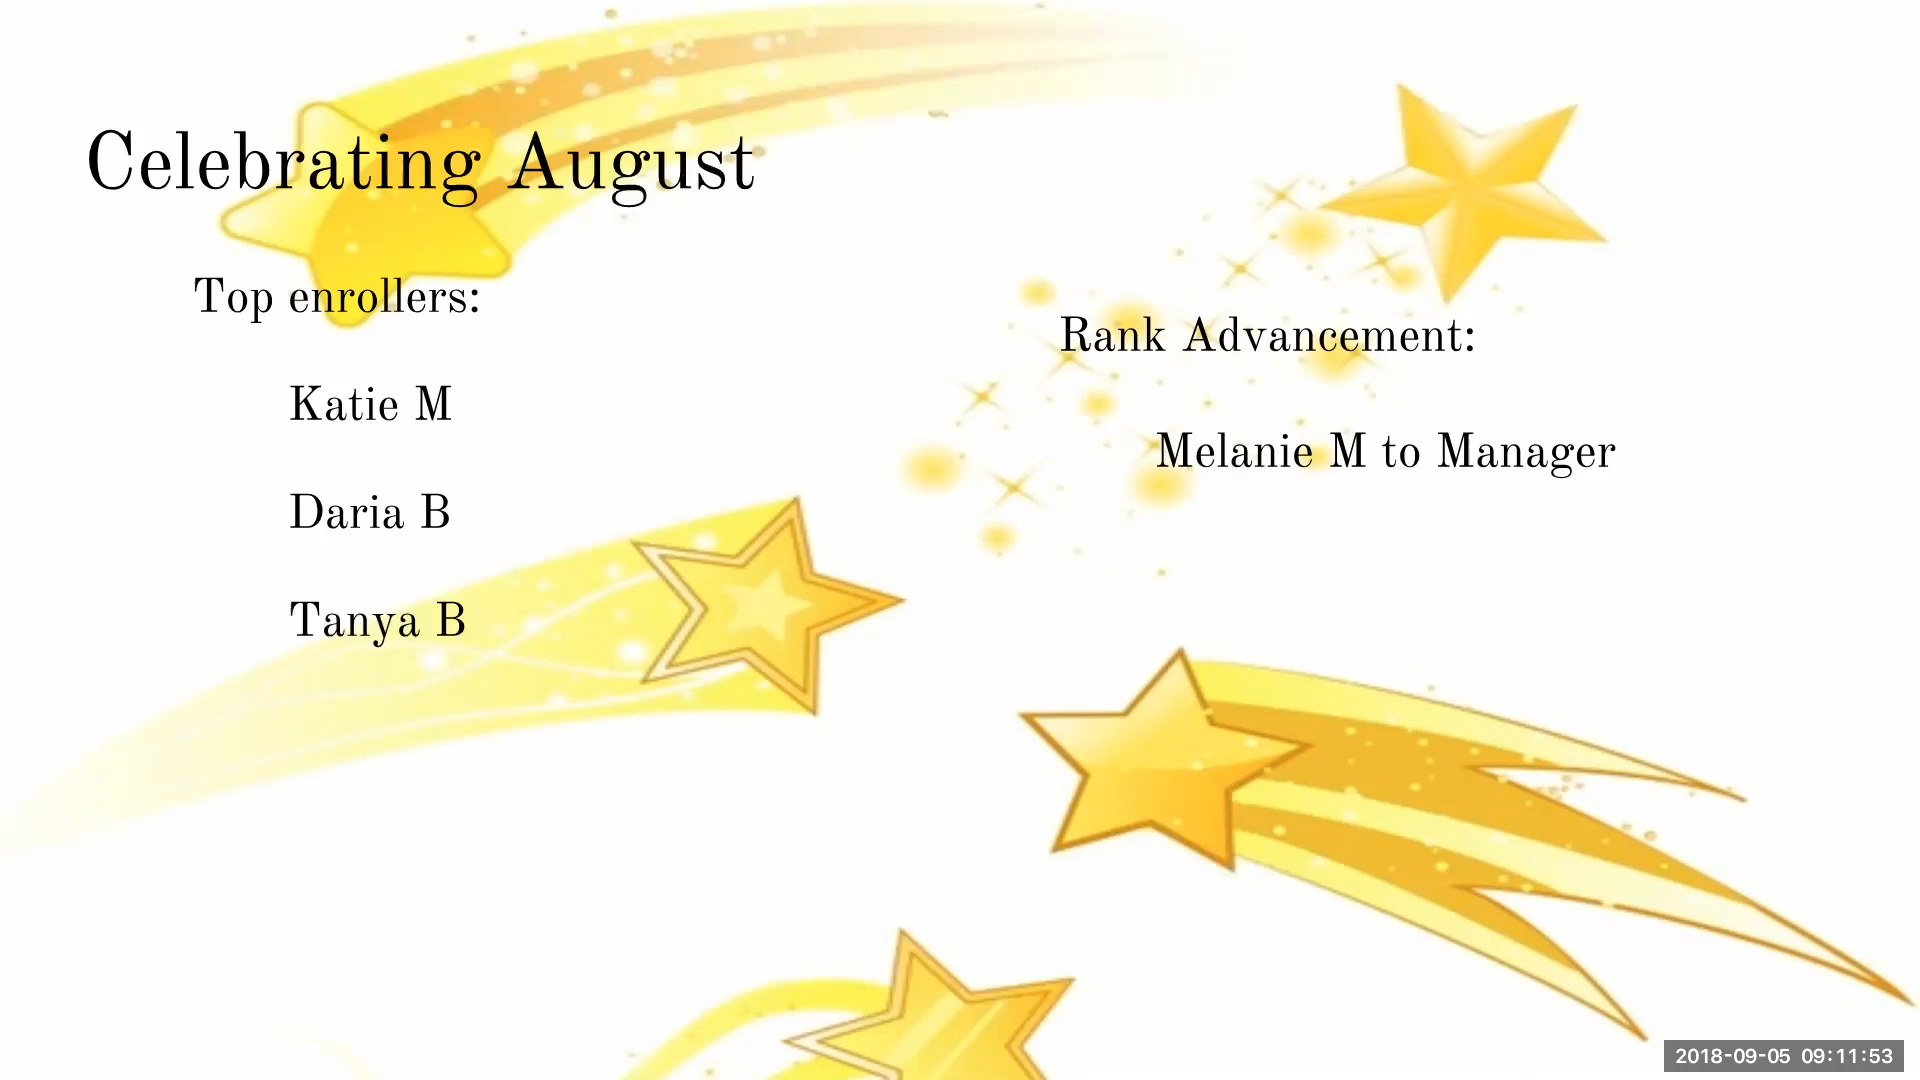 Celebrating August
Top enrollers:
Katie M
Daria B
Tanya B
Rank Advancement:
Melanie M to Manager
2018-09-05 09:11:53